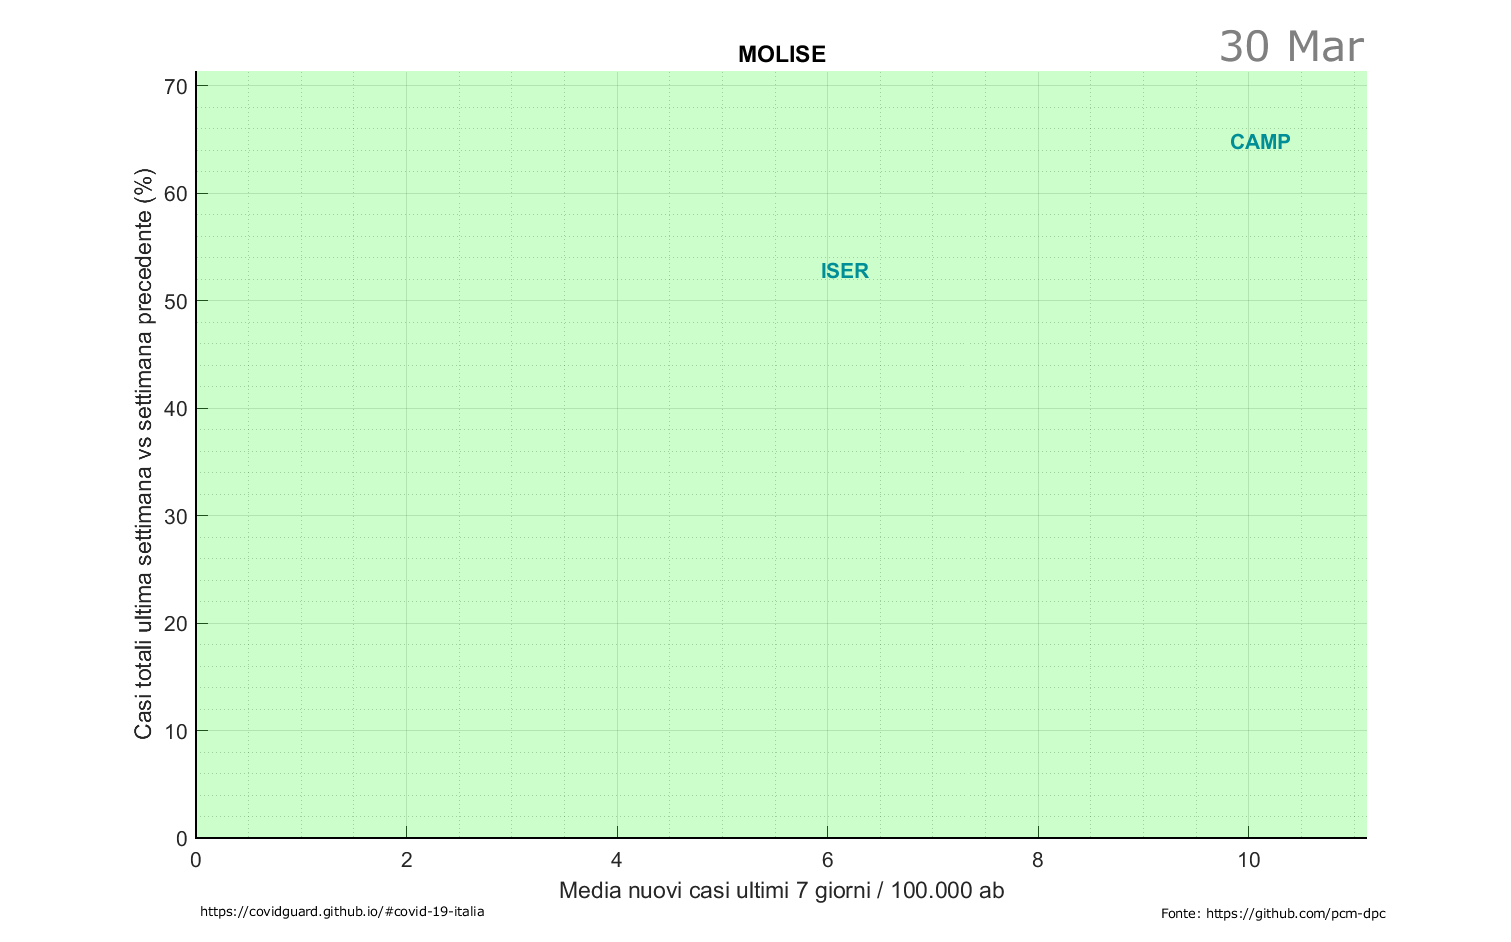 MOLISE
30 Mar
70
60
50
40
30
20
10
0
Casi totali ultima settimana vs settimana precedente (%)
CAMP
ISER
0 2 4 6 8 10
Media nuovi casi ultimi 7 giorni / 100.000 ab
https://covidguard.github.io/#covid-19-italia
Fonte: https://github.com/pcm-dpc